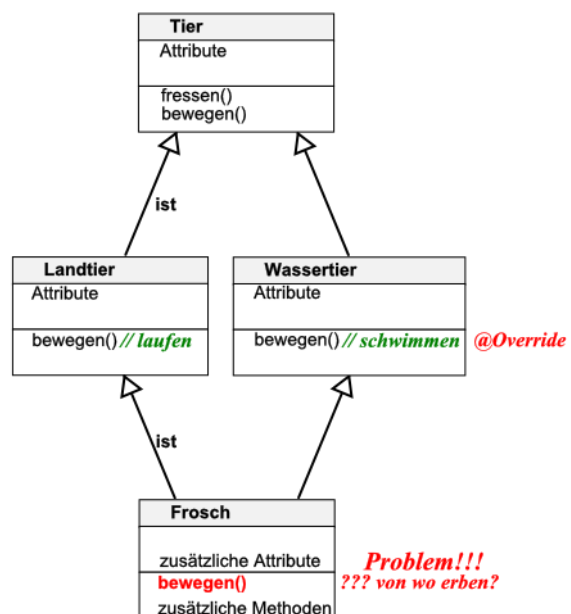 Tier
Attribute
fressen()
bewegen()
ist
Landtier
Attribute
bewegen() // laufen
Wassertier
Attribute
bewegen() // schwimmen @Override
ist
Frosch
zusätzliche Attribute
Problem!!!
bewegen()
??? von wo erben?
zusätzliche Methoden